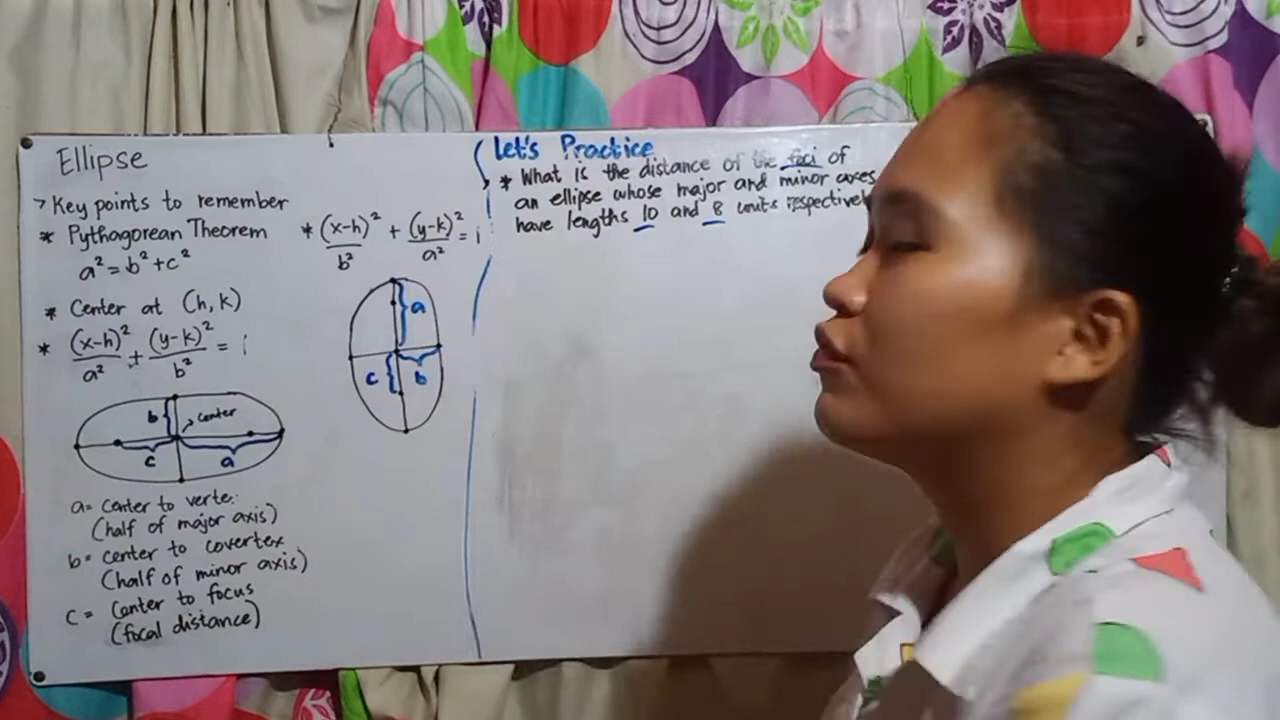 Ellipse
> Key points to remember
* Pythagorean Theorem
a² = b² + c²
* Center at (h, k)
* (x-h)²/a² + (y-k)²/b² = 1
b
center
c
a
a = center to verte
(half of major axis)
b = center to covertex
(half of minor axis)
c = center to focus
(focal distance)
* (x-h)²/b² + (y-k)²/a² = 1
a
c
b
Let's Practice
* What is the distance of the foci of
an ellipse whose major and minor axes
have lengths 10 and 8 units respectivel